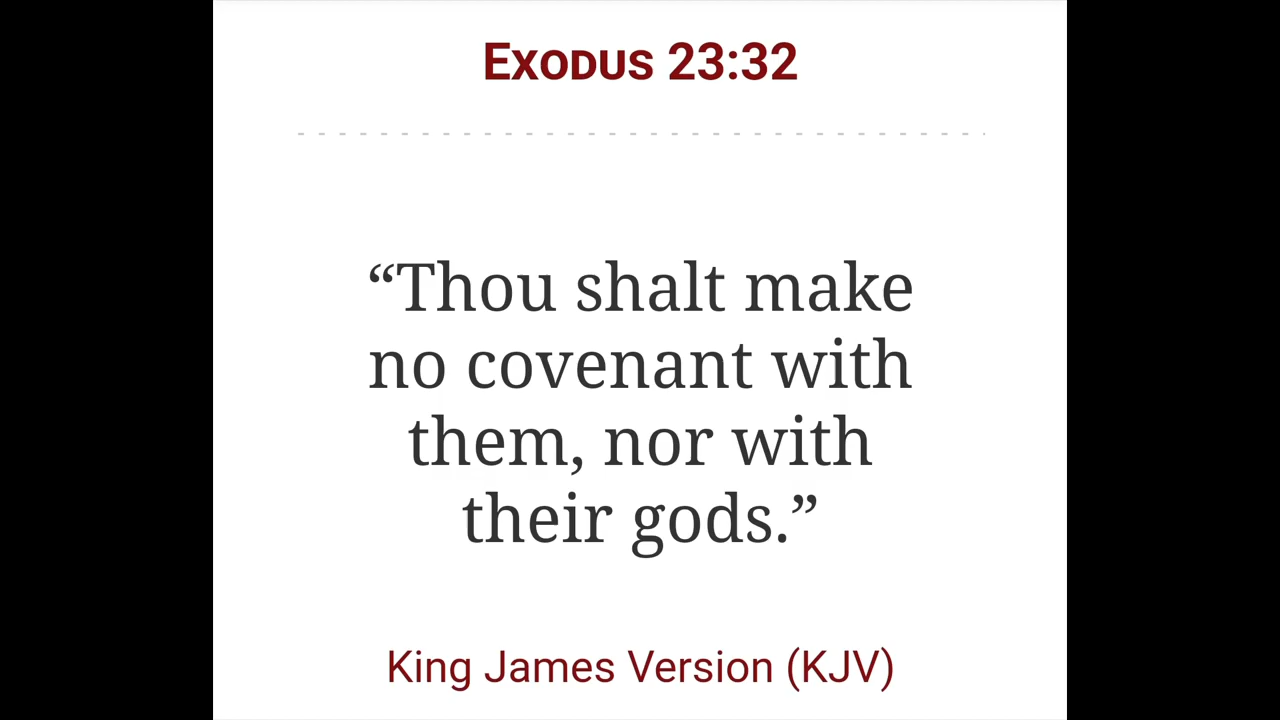 Exodus 23:32
“Thou shalt make
no covenant with
them, nor with
their gods.”
King James Version (KJV)